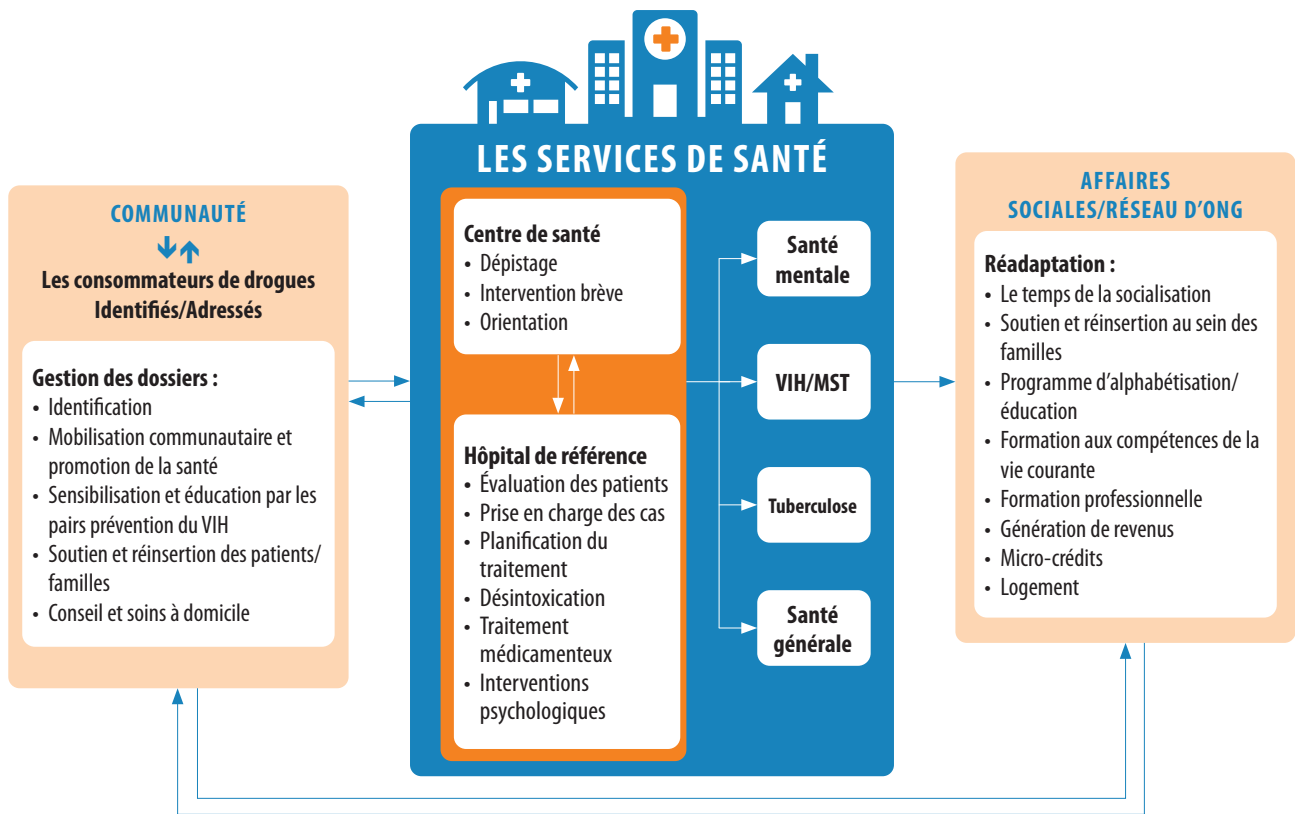 LES SERVICES DE SANTÉ
COMMUNAUTÉ
Les consommateurs de drogues
Identifiés/Adressés
Gestion des dossiers :
• Identification
• Mobilisation communautaire et
promotion de la santé
• Sensibilisation et éducation par les
pairs prévention du VIH
• Soutien et réinsertion des patients/
familles
• Conseil et soins à domicile
Centre de santé
• Dépistage
• Intervention brève
• Orientation
Hôpital de référence
• Évaluation des patients
• Prise en charge des cas
• Planification du
traitement
• Désintoxication
• Traitement
médicamenteux
• Interventions
psychologiques
Santé
mentale
VIH/MST
Tuberculose
Santé
générale
AFFAIRES
SOCIALES/RÉSEAU D’ONG
Réadaptation :
• Le temps de la socialisation
• Soutien et réinsertion au sein des
familles
• Programme d’alphabétisation/
éducation
• Formation aux compétences de la
vie courante
• Formation professionnelle
• Génération de revenus
• Micro-crédits
• Logement